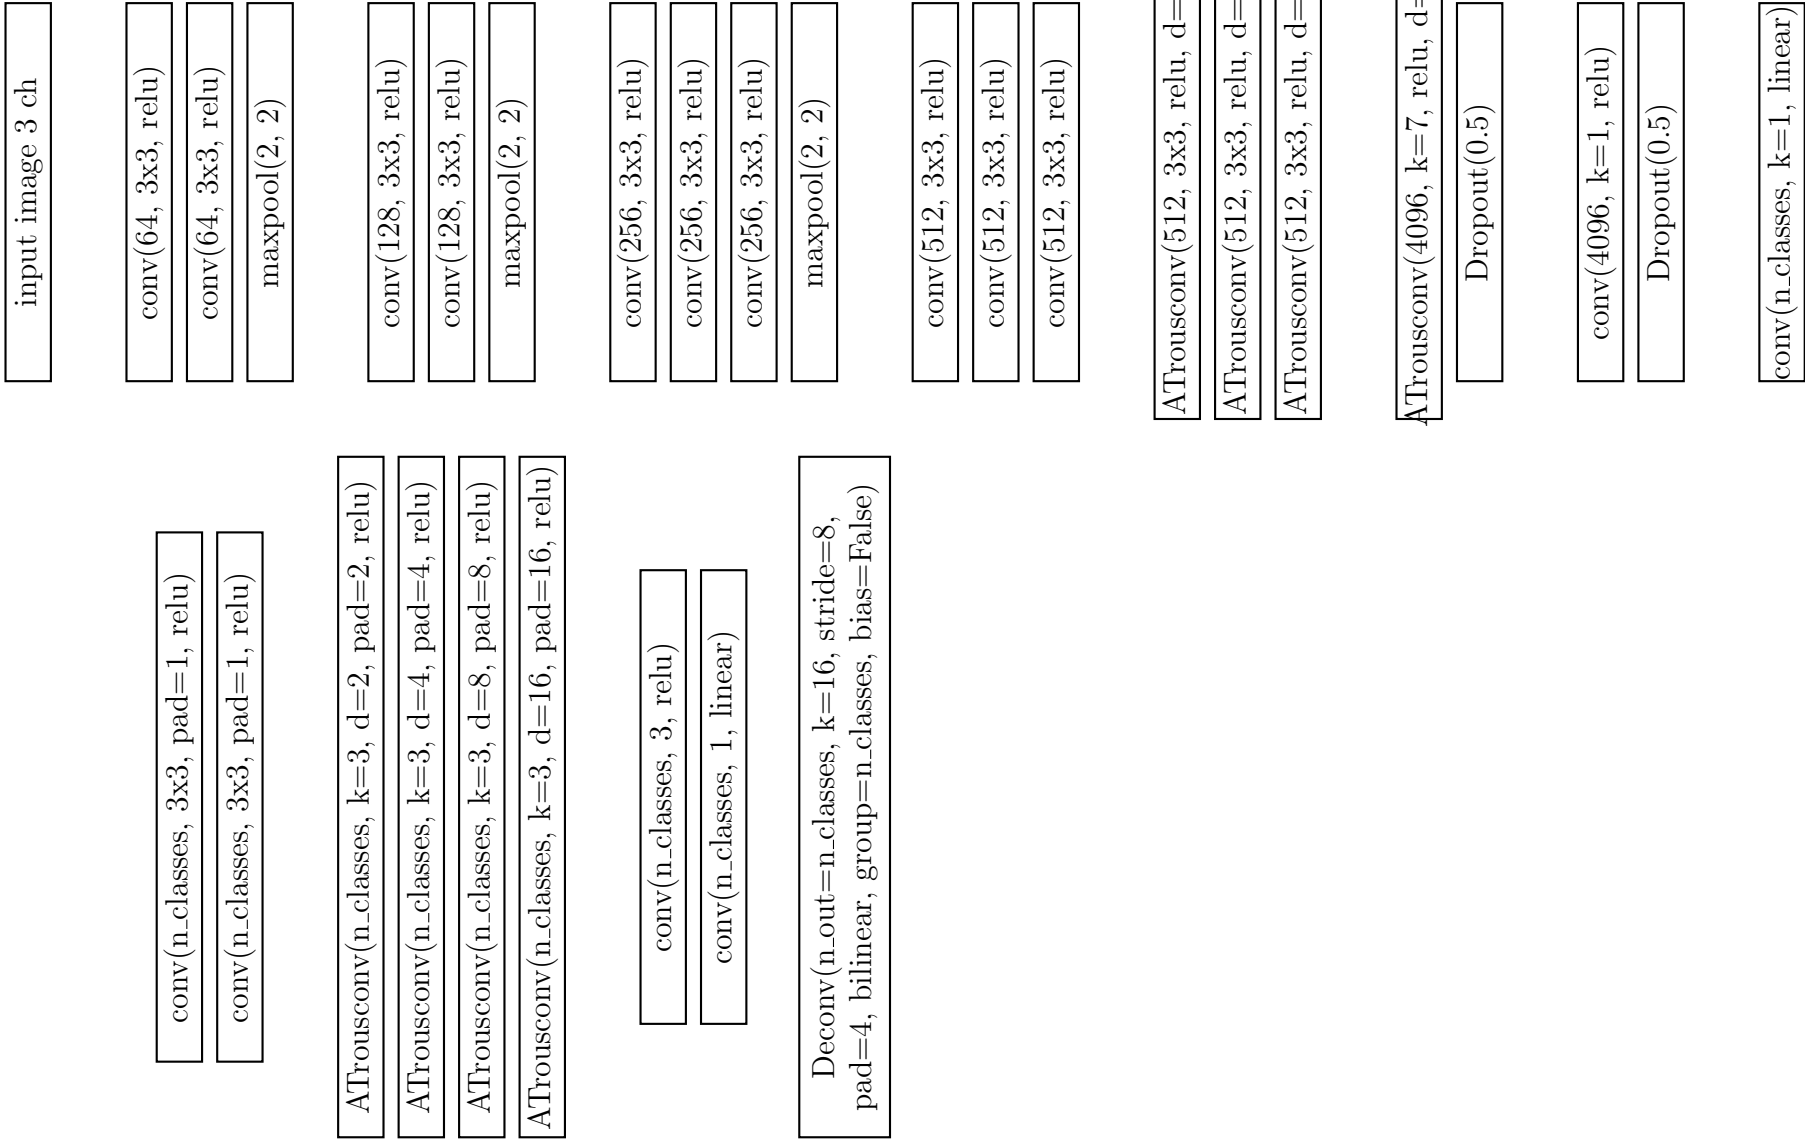 input image 3 ch
conv(64, 3x3, relu)
conv(64, 3x3, relu)
maxpool(2, 2)
conv(128, 3x3, relu)
conv(128, 3x3, relu)
maxpool(2, 2)
conv(256, 3x3, relu)
conv(256, 3x3, relu)
conv(256, 3x3, relu)
maxpool(2, 2)
conv(512, 3x3, relu)
conv(512, 3x3, relu)
conv(512, 3x3, relu)
ATrousconv(512, 3x3, relu, d=
ATrousconv(512, 3x3, relu, d=
ATrousconv(512, 3x3, relu, d=
ATrousconv(4096, k=7, relu, d=
Dropout(0.5)
conv(4096, k=1, relu)
Dropout(0.5)
conv(n_classes, k=1, linear)
conv(n_classes, 3x3, pad=1, relu)
conv(n_classes, 3x3, pad=1, relu)
ATrousconv(n_classes, k=3, d=2, pad=2, relu)
ATrousconv(n_classes, k=3, d=4, pad=4, relu)
ATrousconv(n_classes, k=3, d=8, pad=8, relu)
ATrousconv(n_classes, k=3, d=16, pad=16, relu)
conv(n_classes, 3, relu)
conv(n_classes, 1, linear)
Deconv(n_out=n_classes, k=16, stride=8,
pad=4, bilinear, group=n_classes, bias=False)